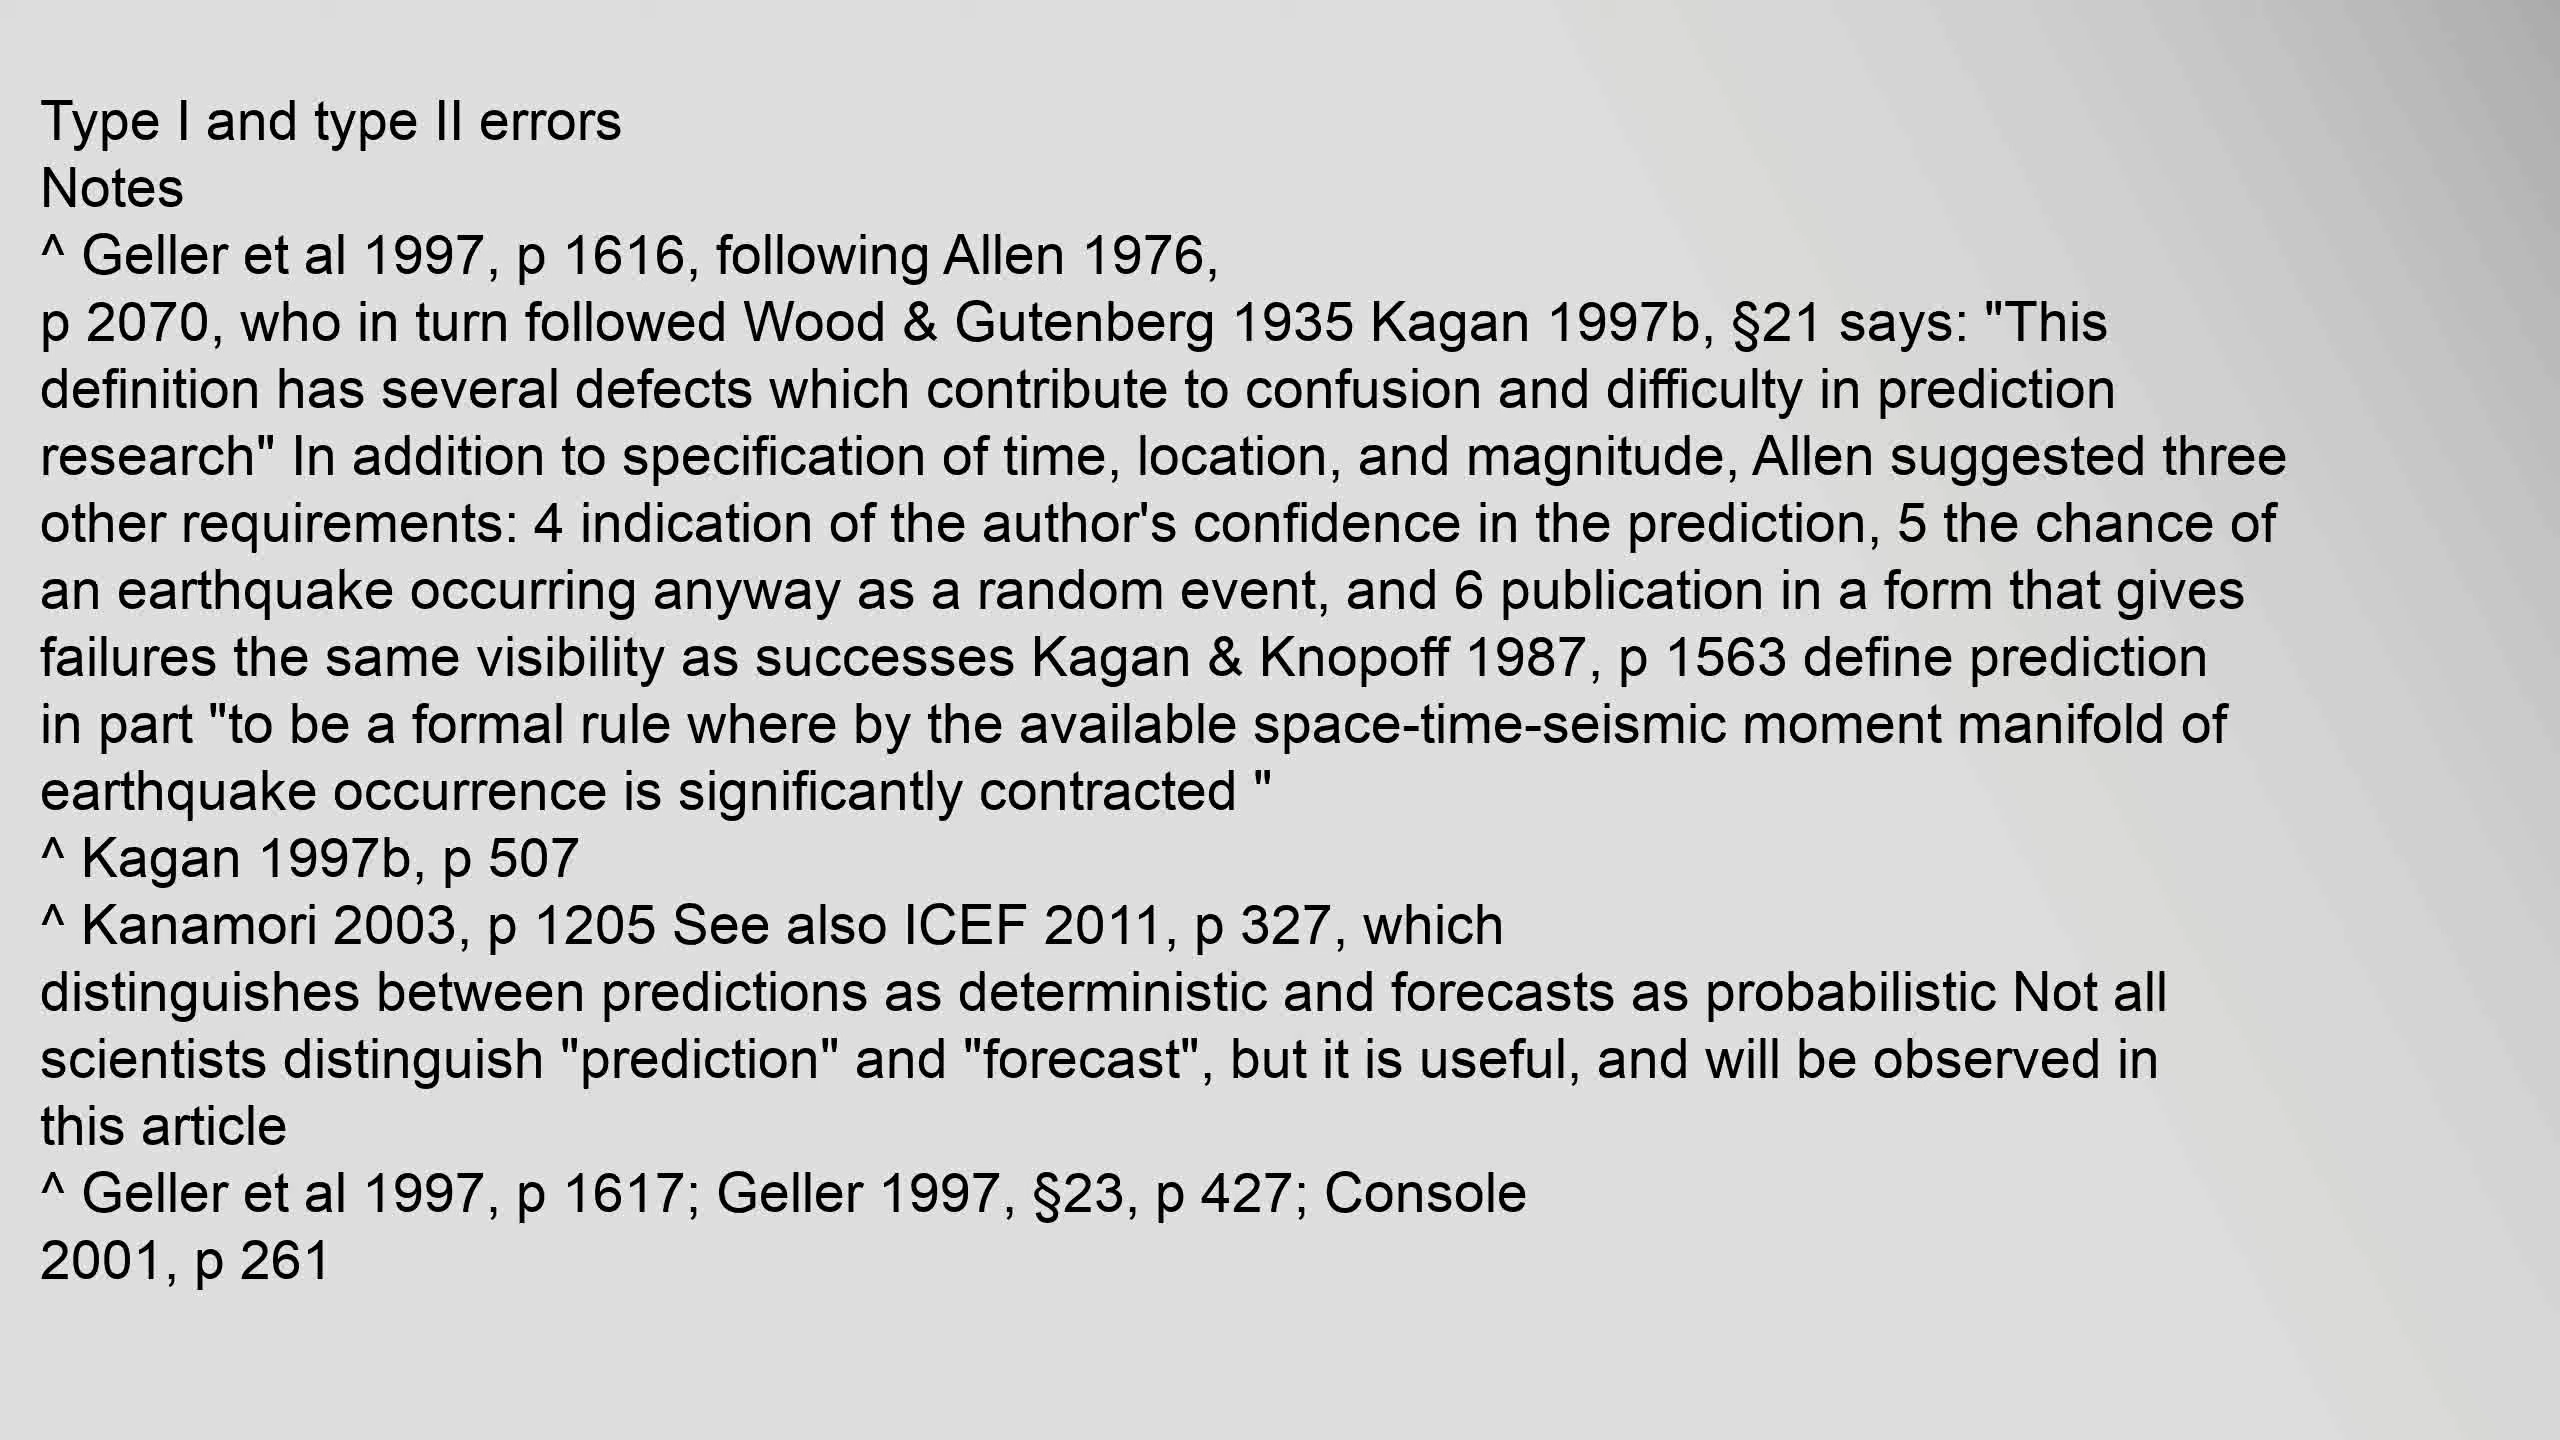 Type I and type II errors
Notes
^ Geller et al 1997, p 1616, following Allen 1976,
p 2070, who in turn followed Wood & Gutenberg 1935 Kagan 1997b, §21 says: "This
definition has several defects which contribute to confusion and difficulty in prediction
research" In addition to specification of time, location, and magnitude, Allen suggested three
other requirements: 4 indication of the author's confidence in the prediction, 5 the chance of
an earthquake occurring anyway as a random event, and 6 publication in a form that gives
failures the same visibility as successes Kagan & Knopoff 1987, p 1563 define prediction
in part "to be a formal rule where by the available space-time-seismic moment manifold of
earthquake occurrence is significantly contracted "
^ Kagan 1997b, p 507
^ Kanamori 2003, p 1205 See also ICEF 2011, p 327, which
distinguishes between predictions as deterministic and forecasts as probabilistic Not all
scientists distinguish "prediction" and "forecast", but it is useful, and will be observed in
this article
^ Geller et al 1997, p 1617; Geller 1997, §23, p 427; Console
2001, p 261